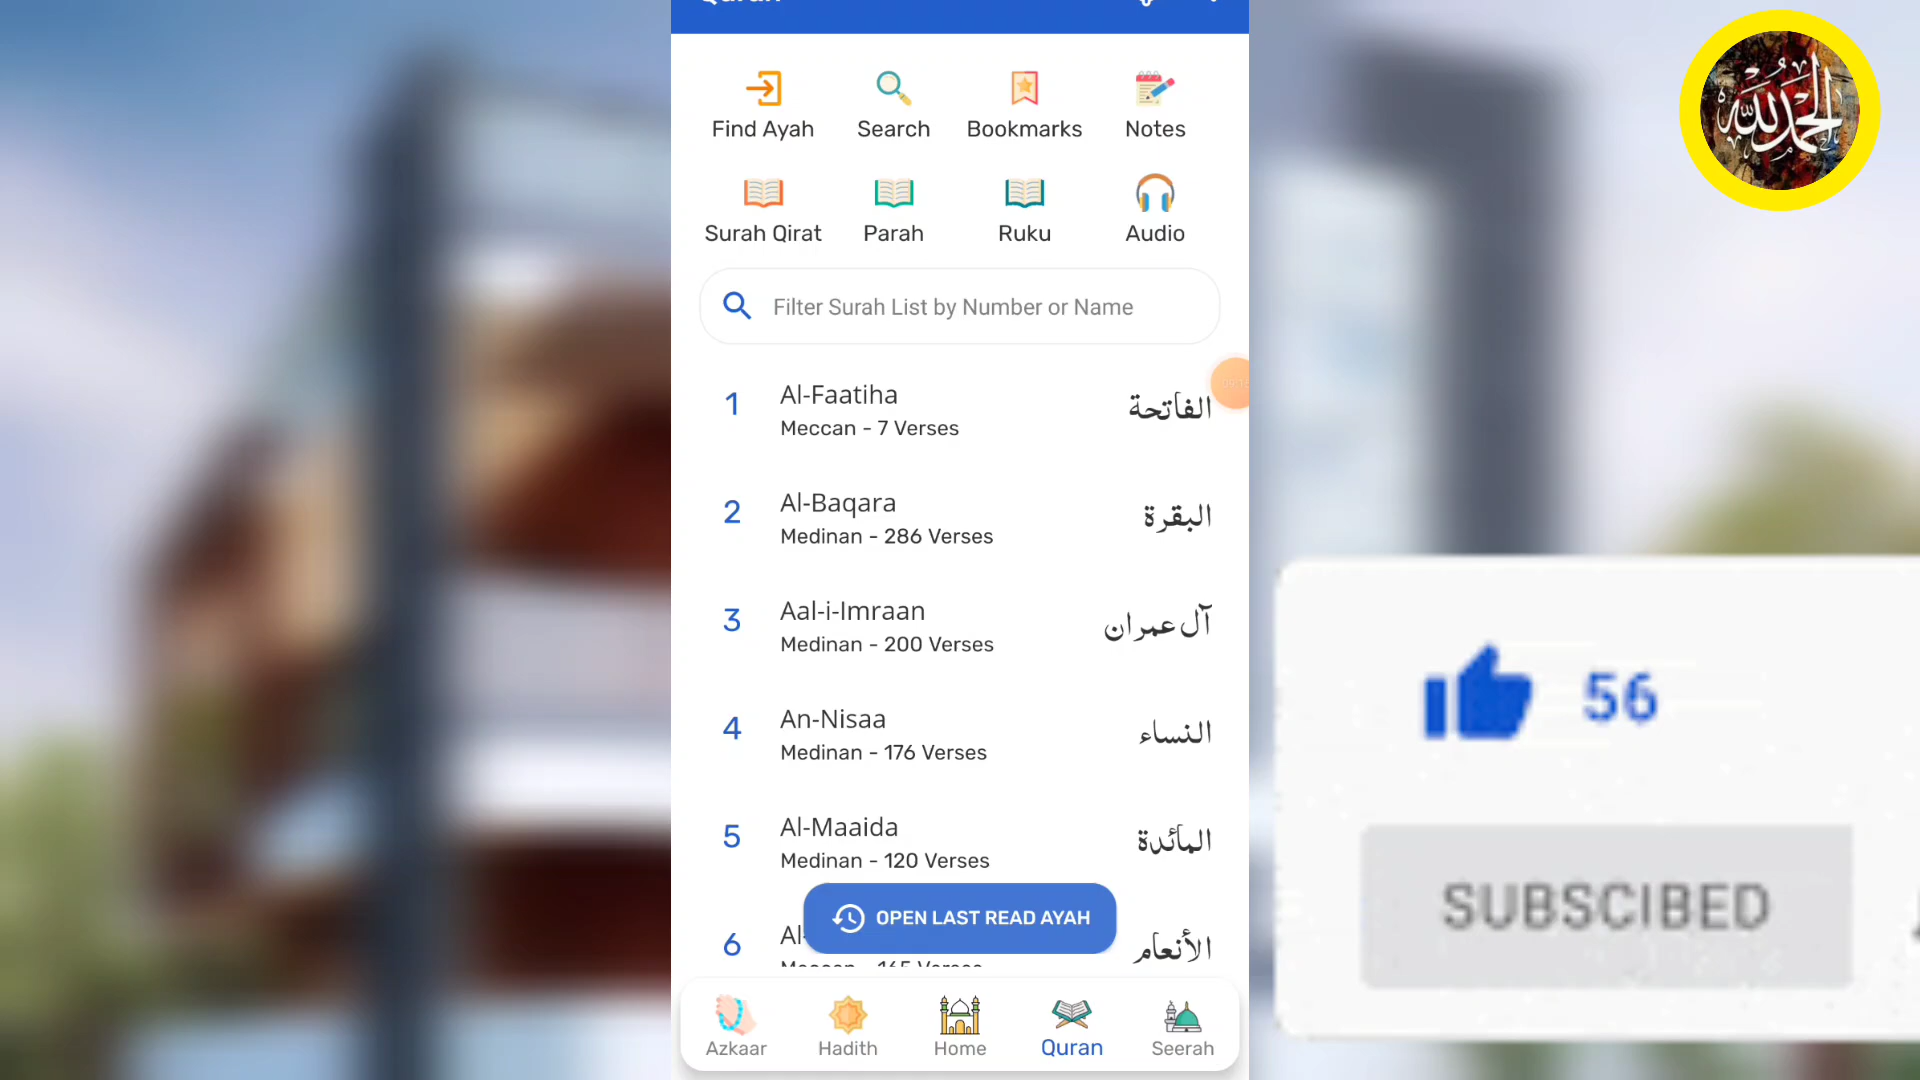 Quran
Find Ayah
Search
Bookmarks
Notes
Surah Qirat
Parah
Ruku
Audio
Filter Surah List by Number or Name
1
Al-Faatiha
Meccan - 7 Verses
الفاتحة
2
Al-Baqara
Medinan - 286 Verses
البقرة
3
Aal-i-Imraan
Medinan - 200 Verses
آل عمران
4
An-Nisaa
Medinan - 176 Verses
النساء
5
Al-Maaida
Medinan - 120 Verses
المائدة
6
الأنعام
OPEN LAST READ AYAH
Azkaar
Hadith
Home
Quran
Seerah
الحمد لله
56
SUBSCIBED